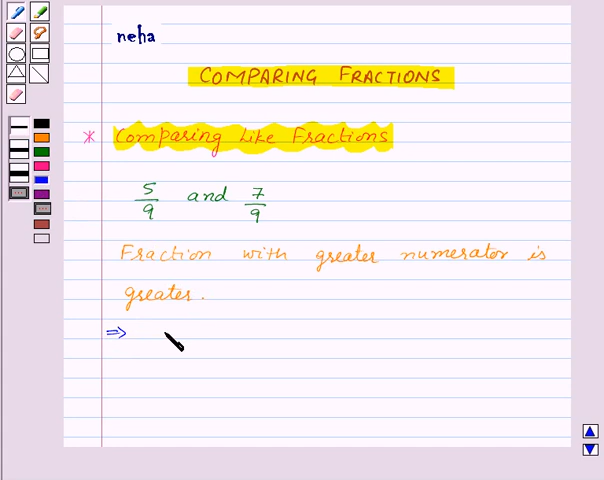 neha
COMPARING FRACTIONS
* Comparing Like Fractions
5/9 and 7/9
Fraction with greater numerator is
greater.
⇒